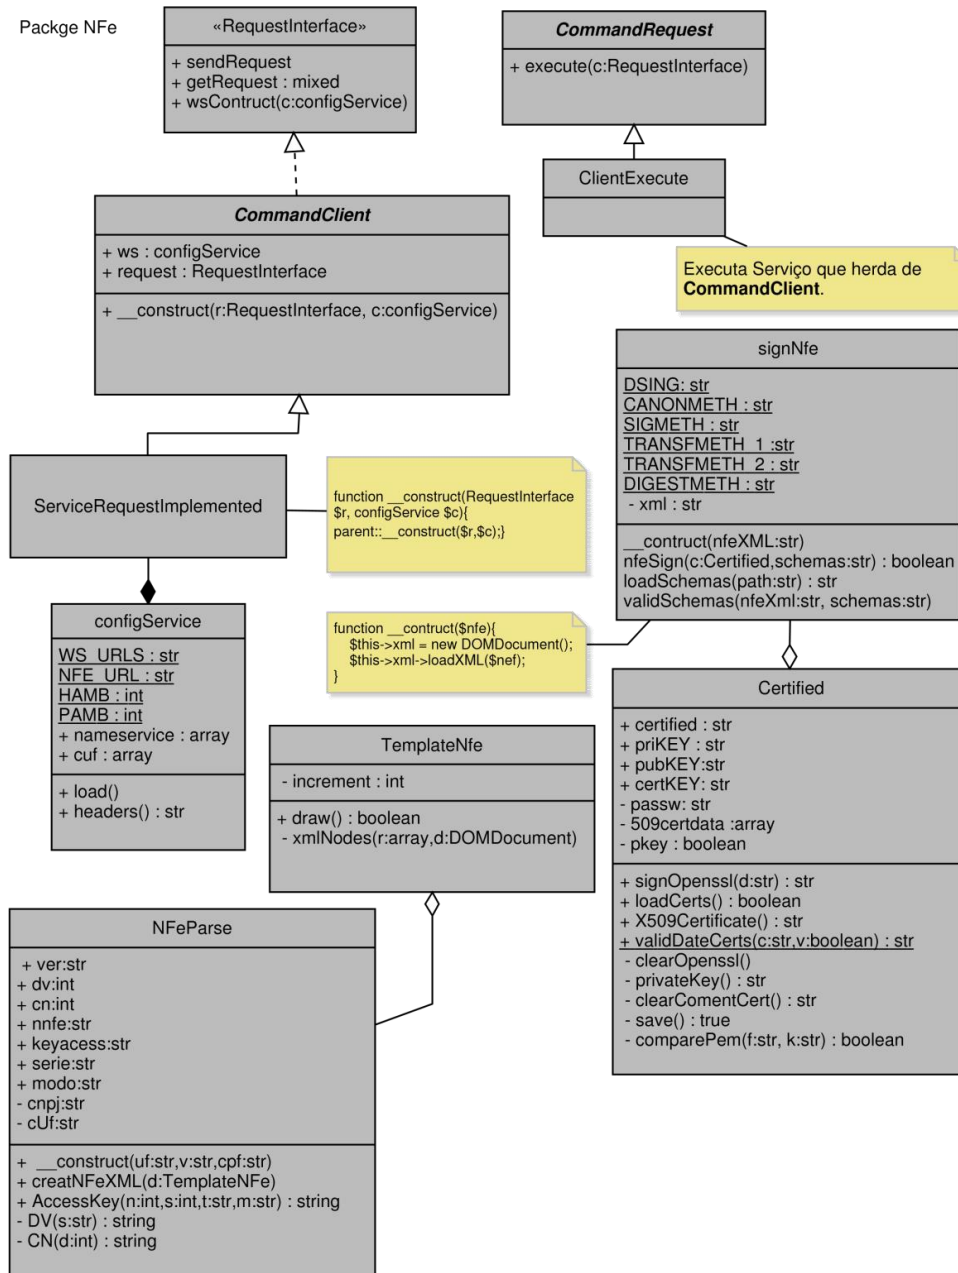 Packge NFe
«RequestInterface»
+ sendRequest
+ getRequest : mixed
+ wsContruct(c:configService)
CommandRequest
+ execute(c:RequestInterface)
ClientExecute
Executa Serviço que herda de
CommandClient.
CommandClient
+ ws : configService
+ request : RequestInterface
+ __construct(r:RequestInterface, c:configService)
signNfe
DSING: str
CANONMETH : str
SIGMETH : str
TRANSFMETH_1 :str
TRANSFMETH_2 : str
DIGESTMETH : str
- xml : str
__contruct(nfeXML:str)
nfeSign(c:Certified,schemas:str) : boolean
loadSchemas(path:str) : str
validSchemas(nfeXml:str, schemas:str)
ServiceRequestImplemented
function __construct(RequestInterface
$r, configService $c){
parent::__construct($r,$c);}
configService
WS_URLS : str
NFE_URL : str
HAMB : int
PAMB : int
+ nameservice : array
+ cuf : array
+ load()
+ headers() : str
function __contruct($nfe){
$this->xml = new DOMDocument();
$this->xml->loadXML($nef);
}
Certified
+ certified : str
+ priKEY : str
+ pubKEY:str
+ certKEY: str
- passw: str
- 509certdata :array
- pkey : boolean
+ signOpenssl(d:str) : str
+ loadCerts() : boolean
+ X509Certificate() : str
+ validDateCerts(c:str,v:boolean) : str
- clearOpenssl()
- privateKey() : str
- clearComentCert() : str
- save() : true
- comparePem(f:str, k:str) : boolean
TemplateNfe
- increment : int
+ draw() : boolean
- xmlNodes(r:array,d:DOMDocument)
NFeParse
+ ver:str
+ dv:int
+ cn:int
+ nnfe:str
+ keyacess:str
+ serie:str
+ modo:str
- cnpj:str
- cUf:str
+ __construct(uf:str,v:str,cpf:str)
+ creatNFeXML(d:TemplateNFe)
+ AccessKey(n:int,s:int,t:str,m:str) : string
- DV(s:str) : string
- CN(d:int) : string